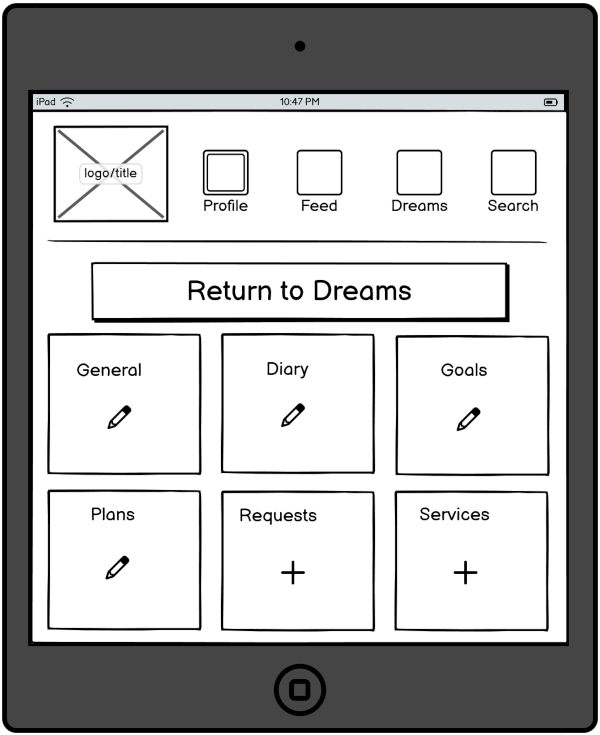 iPad 10:47 PM
logo/title
Profile Feed Dreams Search
Return to Dreams
General Diary Goals
Plans Requests Services